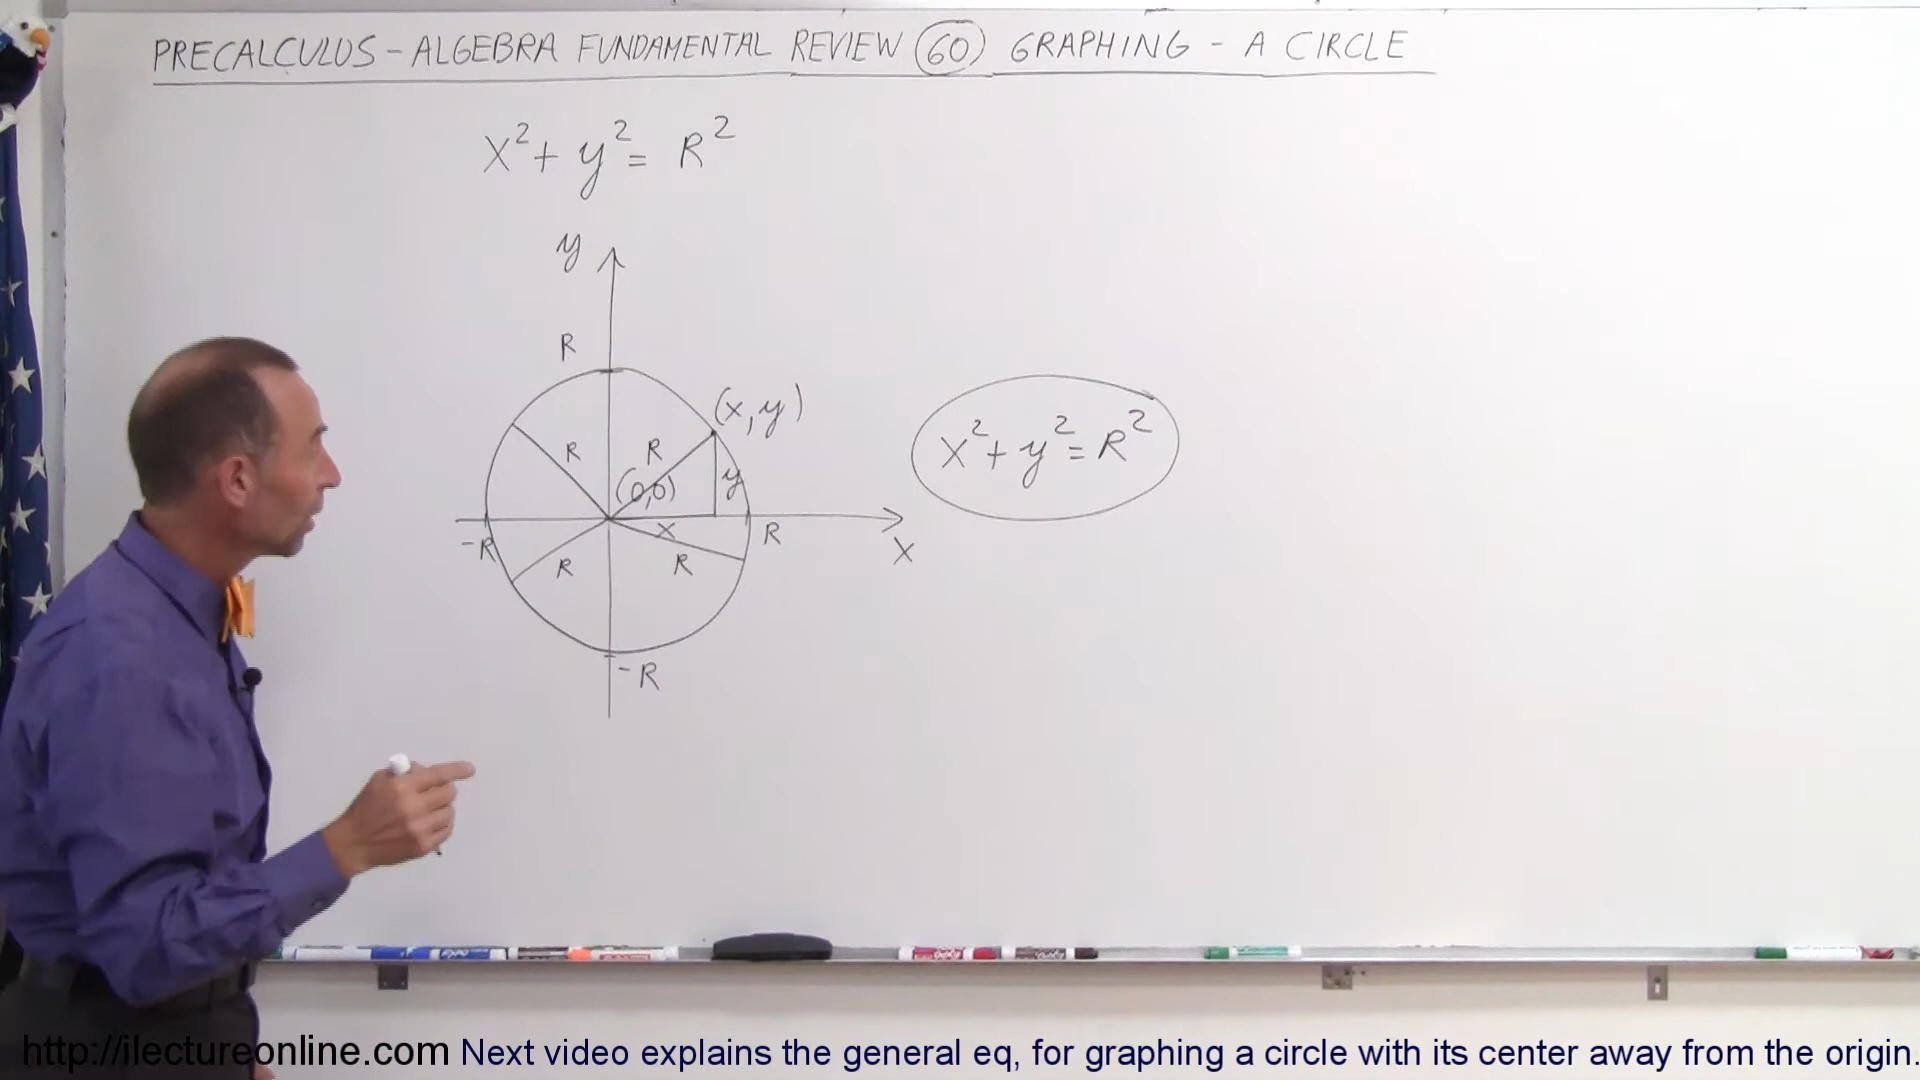 PRECALCULUS - ALGEBRA FUNDAMENTAL REVIEW 60 GRAPHING - A CIRCLE
x² + y² = R²
y
R
(x, y)
R
R
(0,0)
y
x² + y² = R²
-R
x
R
x
R
R
-R
http://ilectureonline.com Next video explains the general eq, for graphing a circle with its center away from the origin.